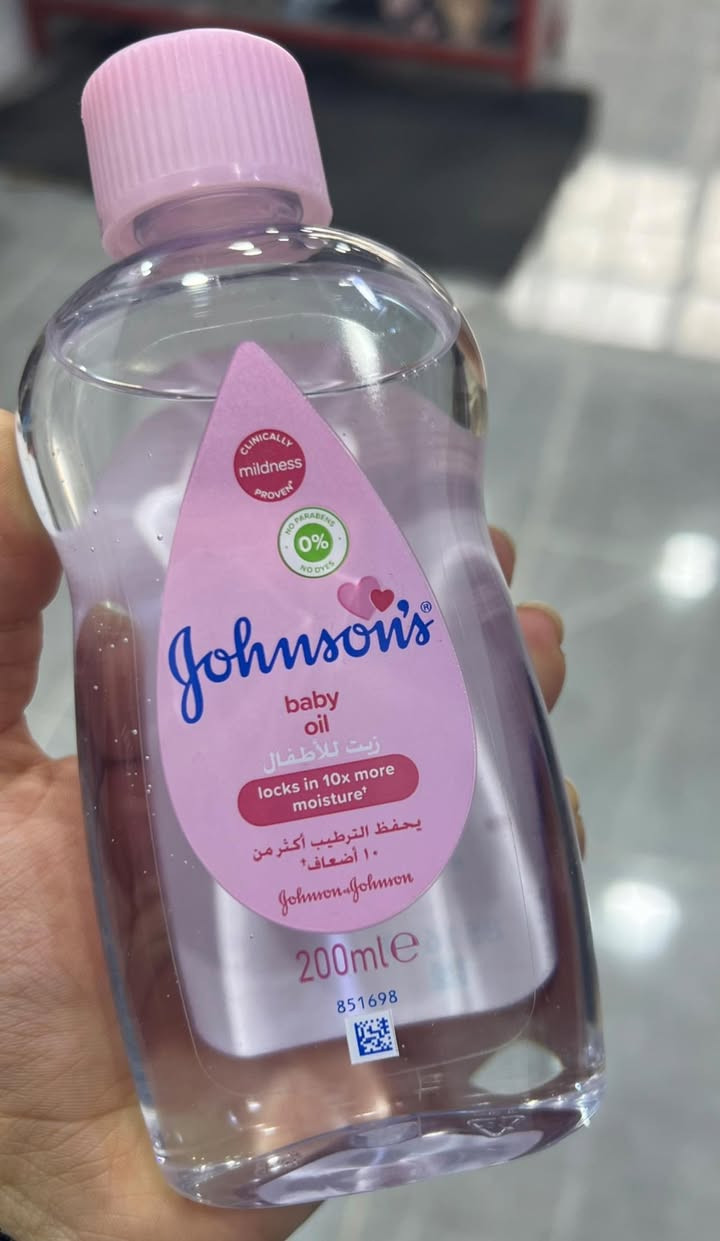 CLINICALLY
mildness
PROVEN*
NO PARABENS
0%
NO DYES
Johnson's®
baby
oil
زيت للأطفال
locks in 10x more
moisture†
يحفظ الترطيب أكثر من
١٠ أضعاف†
Johnson & Johnson
200ml e
851698